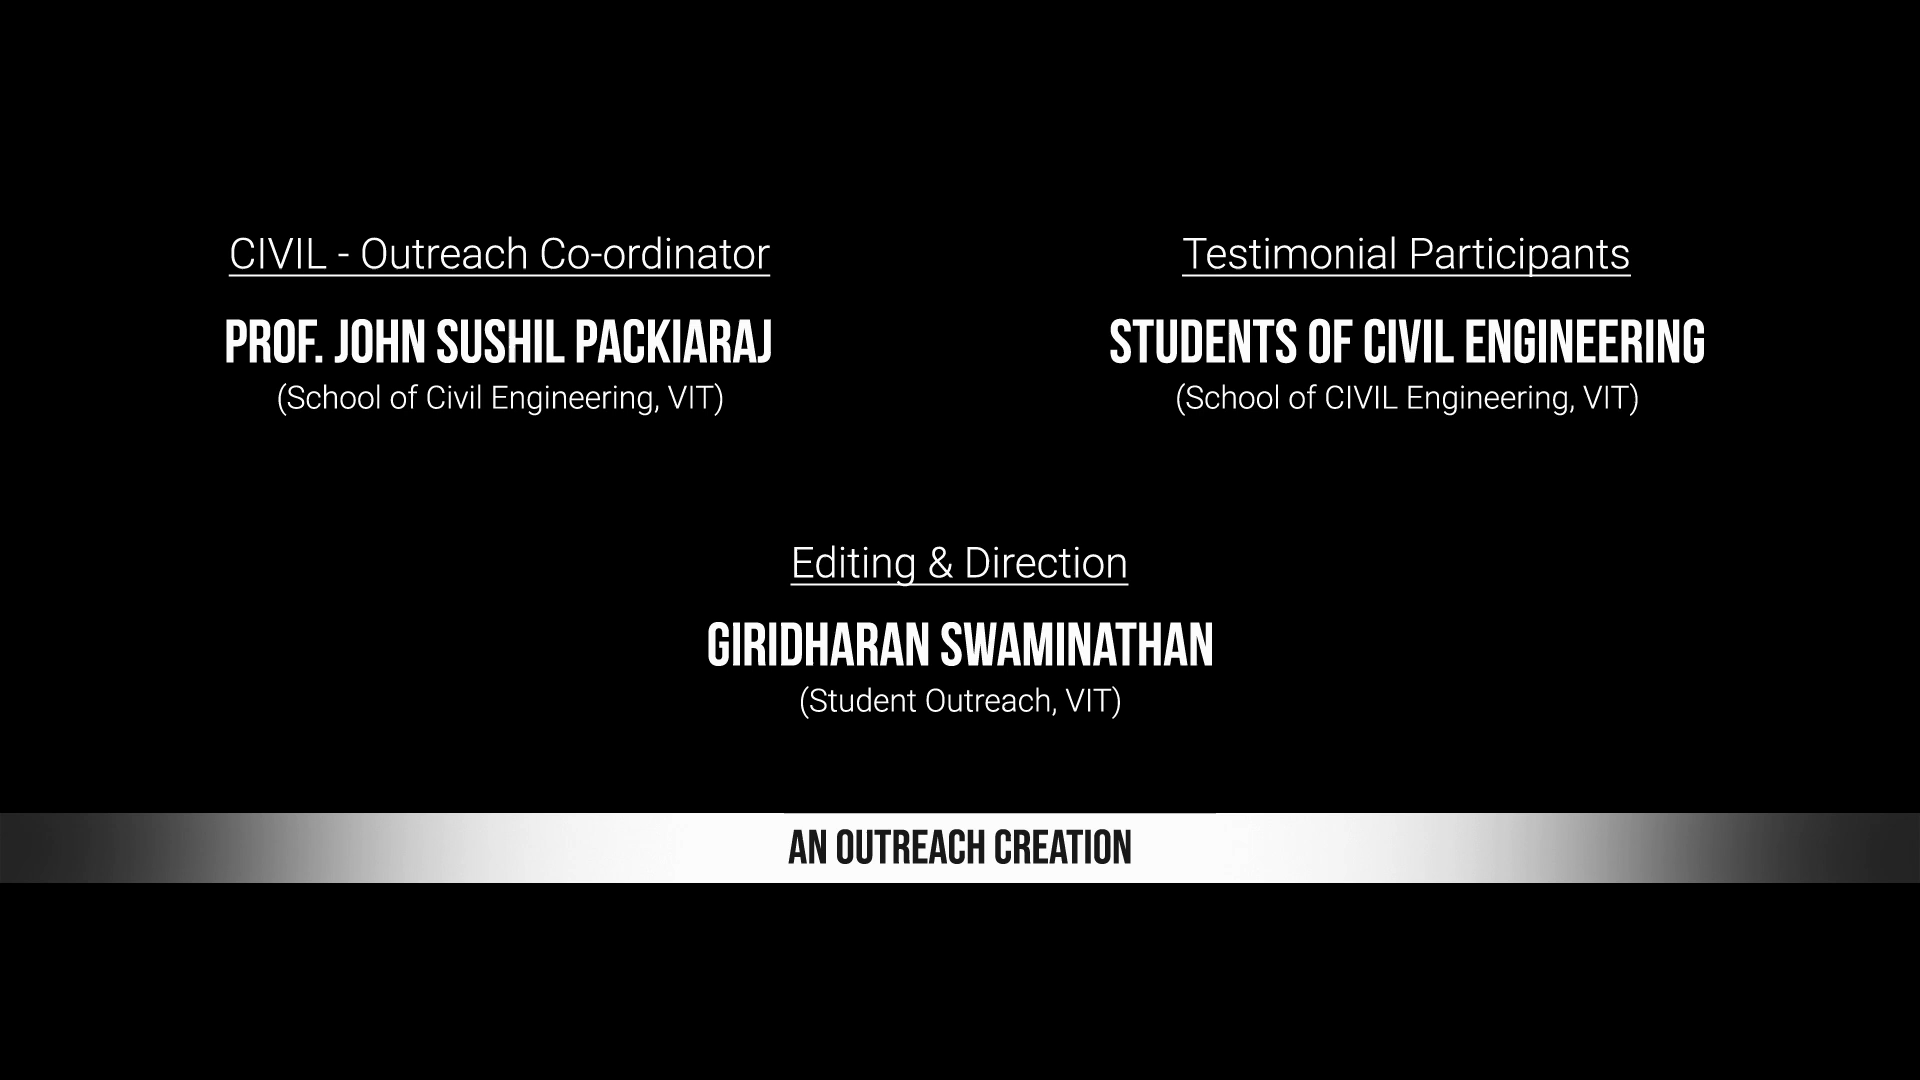 CIVIL - Outreach Co-ordinator
PROF. JOHN SUSHIL PACKIARAJ
(School of Civil Engineering, VIT)
Testimonial Participants
STUDENTS OF CIVIL ENGINEERING
(School of CIVIL Engineering, VIT)
Editing & Direction
GIRIDHARAN SWAMINATHAN
(Student Outreach, VIT)
AN OUTREACH CREATION